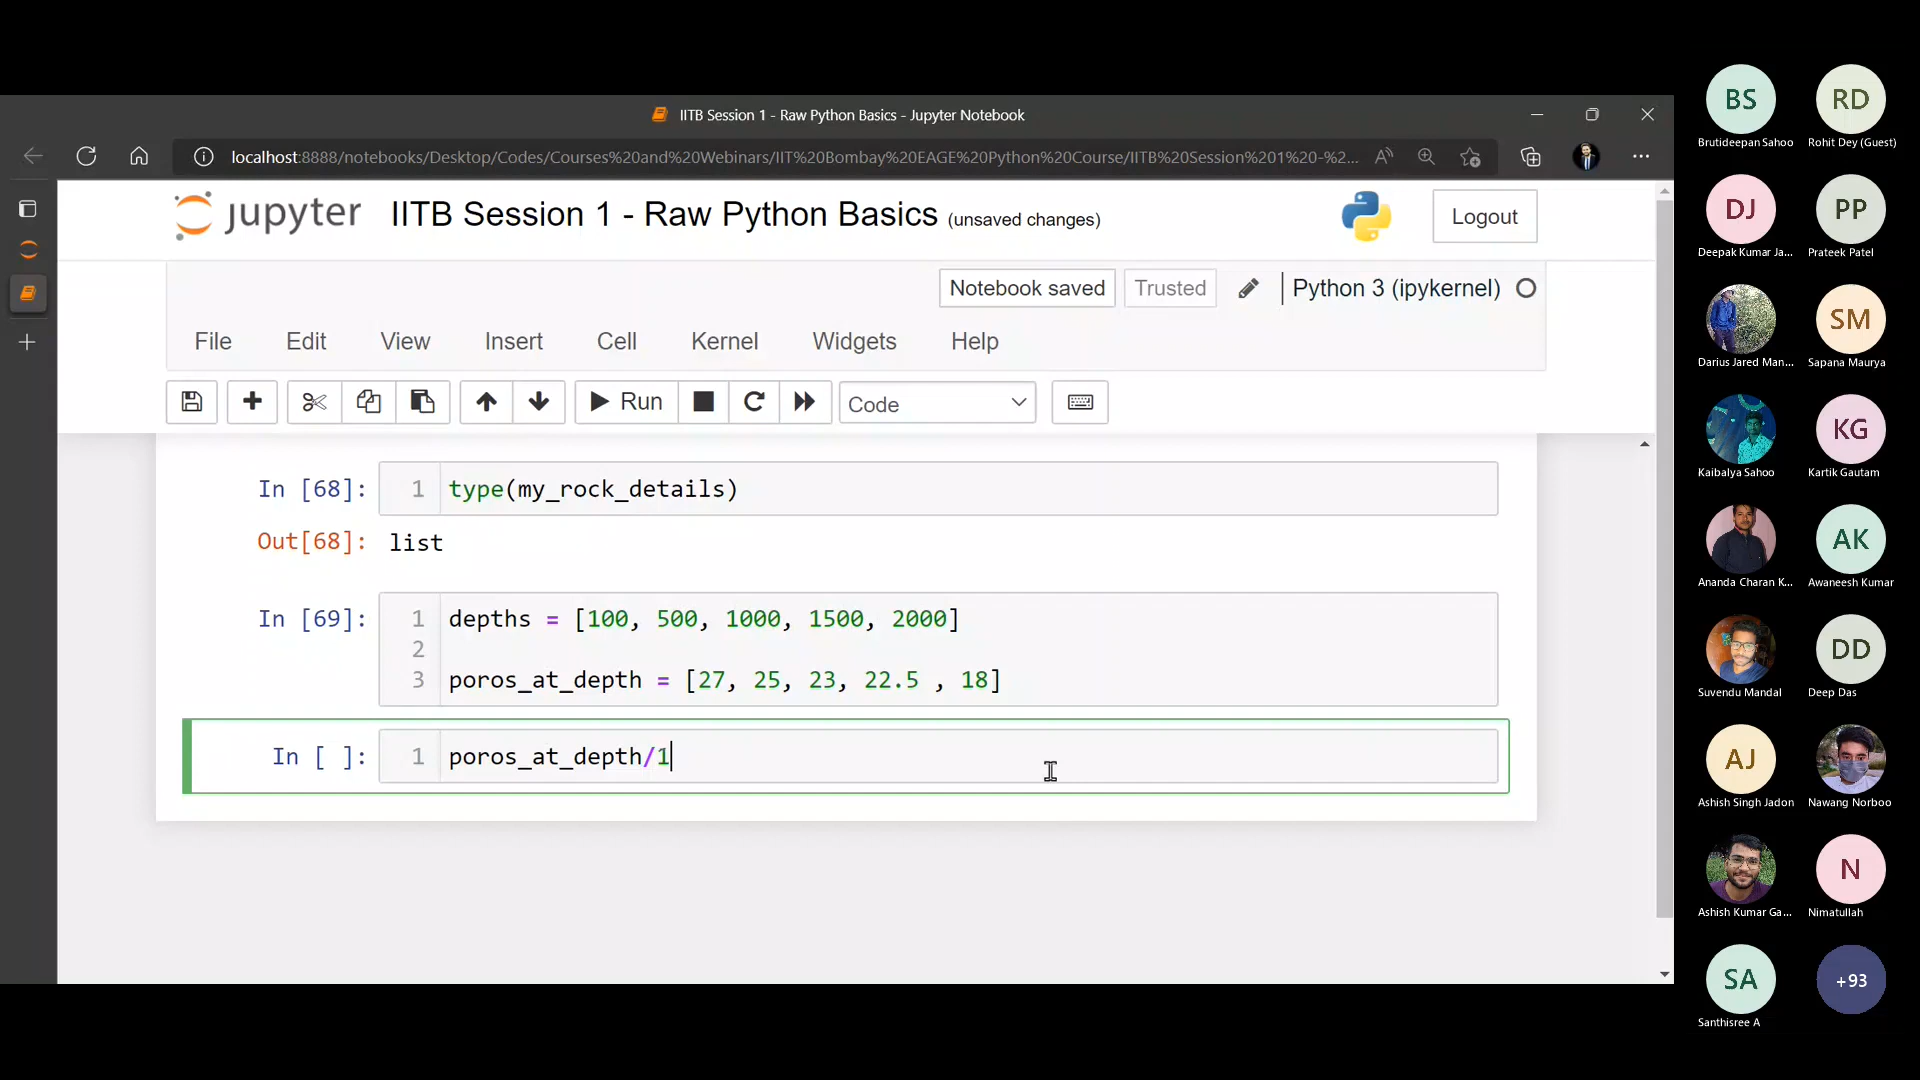 IITB Session 1 - Raw Python Basics - Jupyter Notebook
localhost:8888/notebooks/Desktop/Codes/Courses%20and%20Webinars/IIT%20Bombay%20EAGE%20Python%20Course/IITB%20Session%201%20-%2...
jupyter IITB Session 1 - Raw Python Basics (unsaved changes)
Logout
Notebook saved Trusted Python 3 (ipykernel)
File Edit View Insert Cell Kernel Widgets Help
Run Code
In [68]: 1 type(my_rock_details)
Out[68]: list
In [69]: 1 depths = [100, 500, 1000, 1500, 2000]
2
3 poros_at_depth = [27, 25, 23, 22.5 , 18]
In [ ]: 1 poros_at_depth/1
BS RD
Brutideepan Sahoo Rohit Dey (Guest)
DJ PP
Deepak Kumar Ja... Prateek Patel
SM
Darius Jared Man... Sapana Maurya
KG
Kaibalya Sahoo Kartik Gautam
AK
Ananda Charan K... Awaneesh Kumar
DD
Suvendu Mandal Deep Das
AJ
Ashish Singh Jadon Nawang Norboo
N
Ashish Kumar Ga... Nimatullah
SA +93
Santhisree A